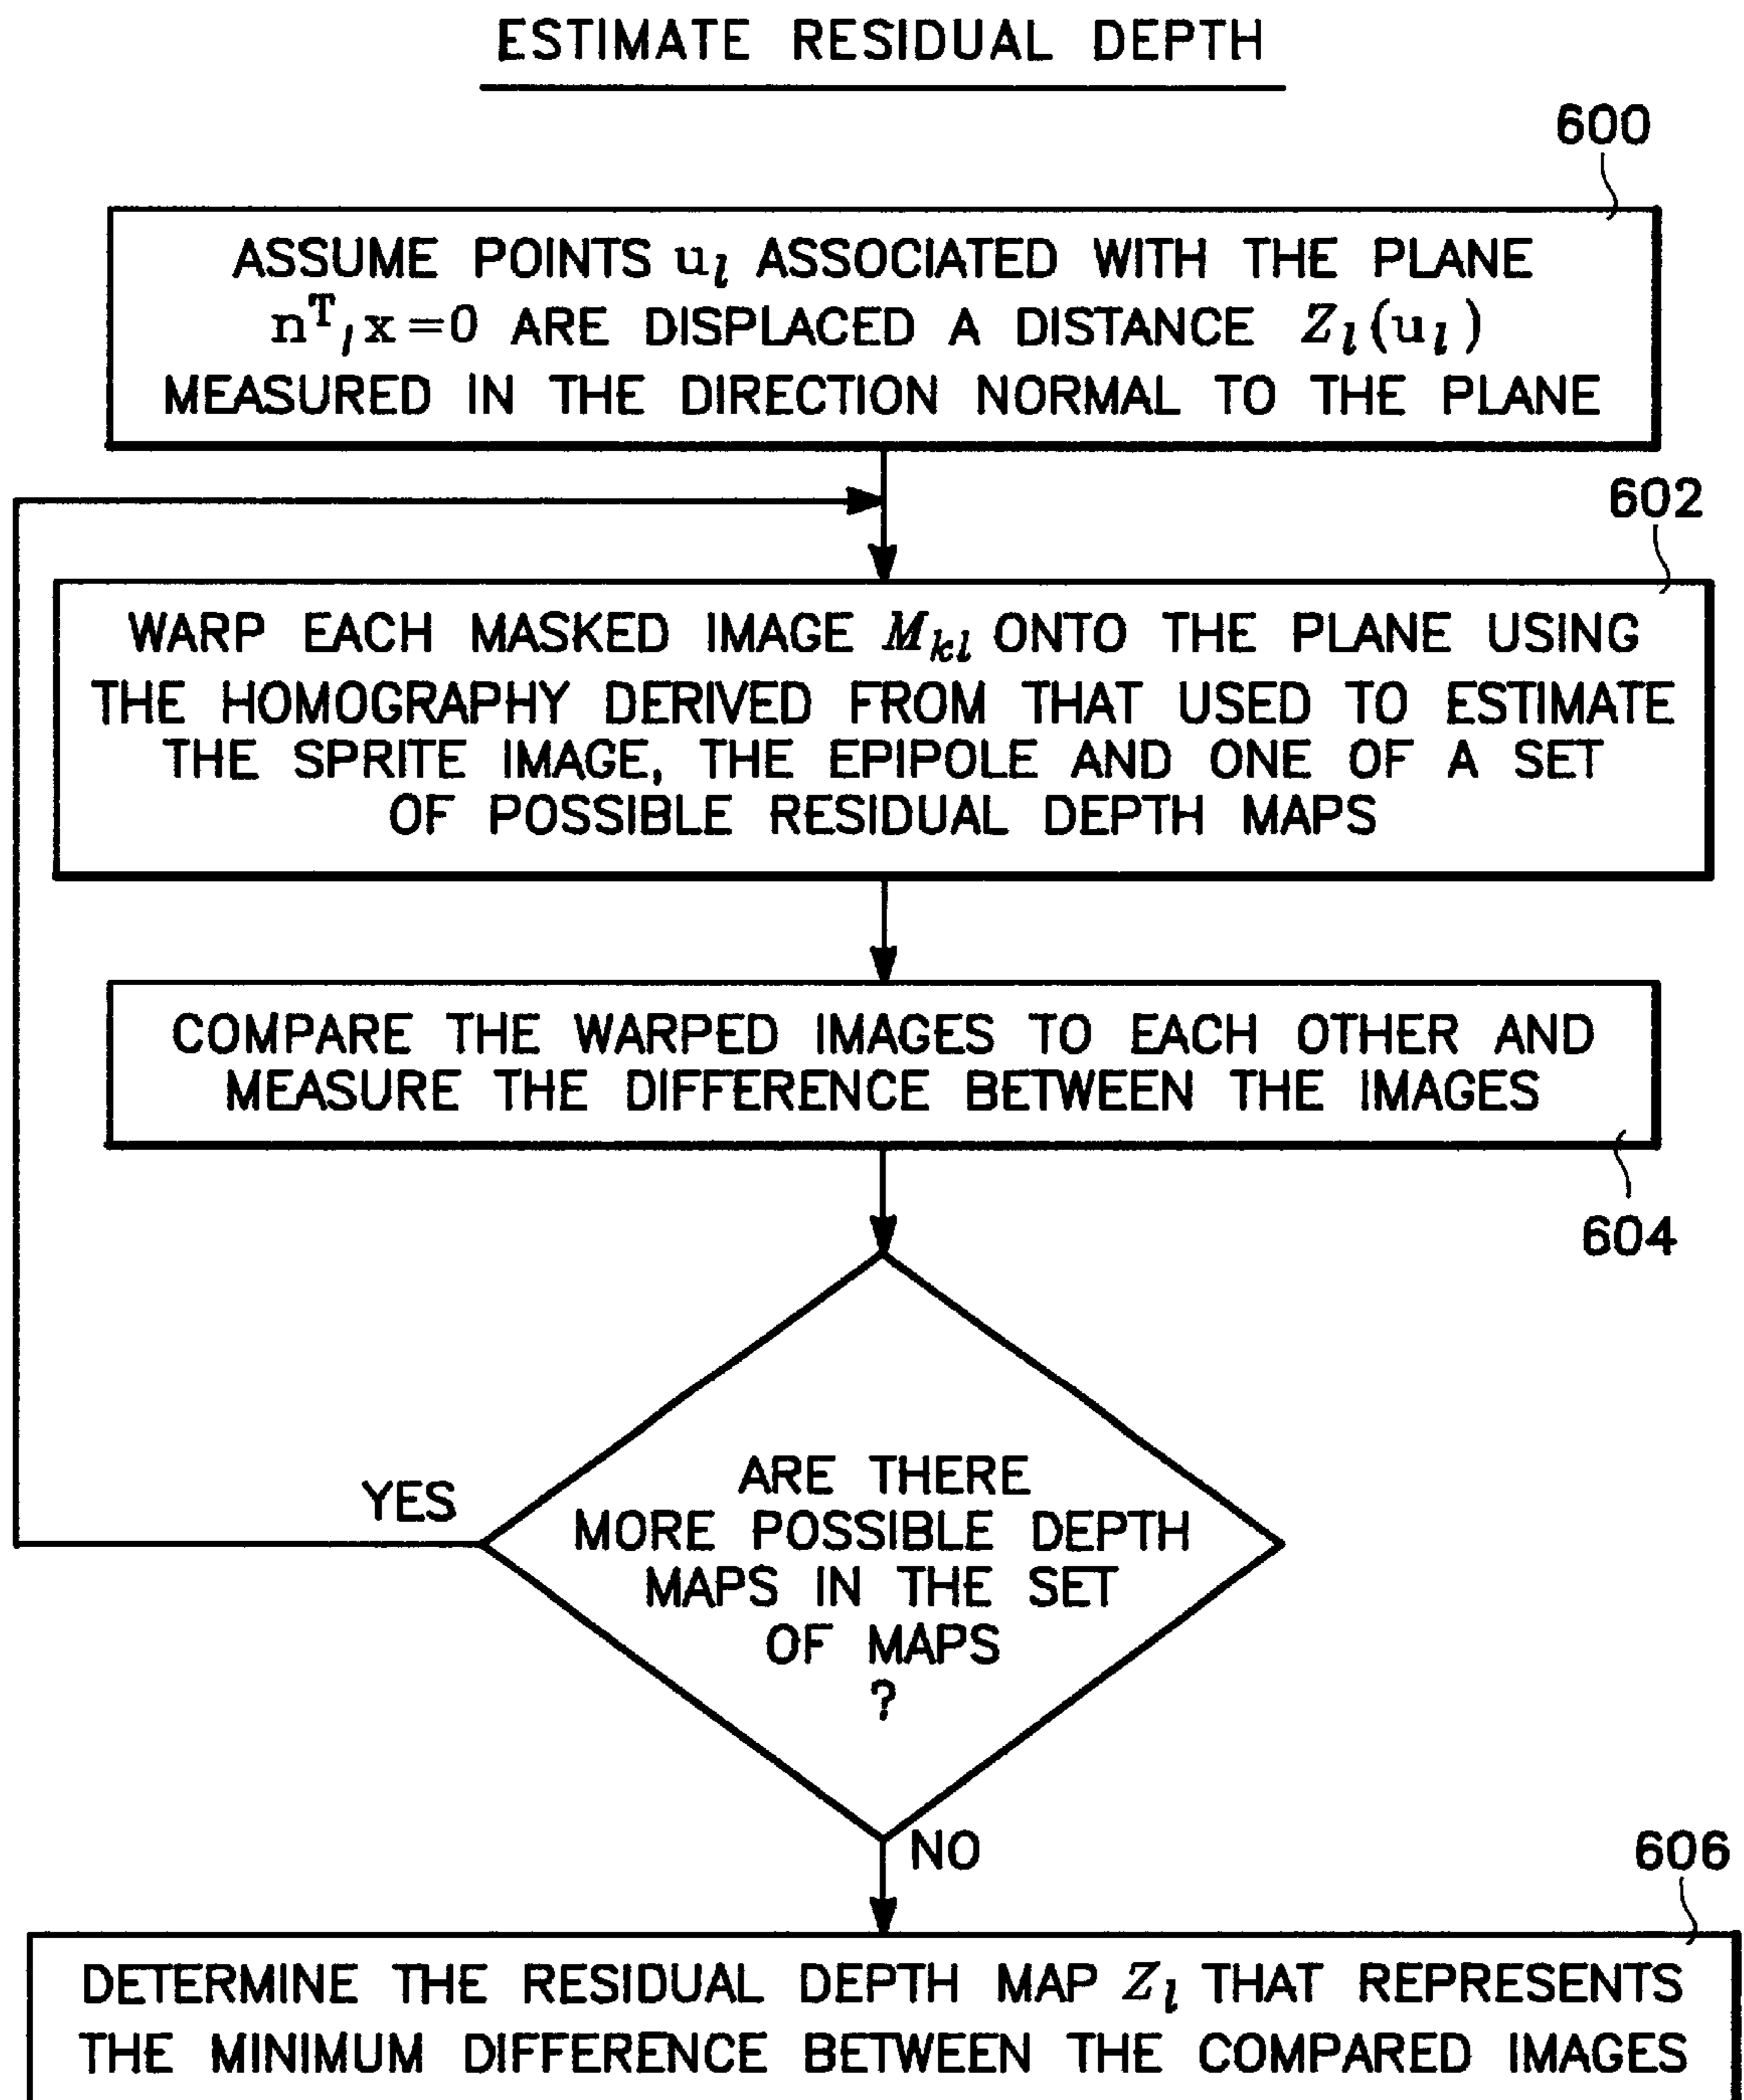 ESTIMATE RESIDUAL DEPTH
600
ASSUME POINTS u_l ASSOCIATED WITH THE PLANE
n^T_l x=0 ARE DISPLACED A DISTANCE Z_l(u_l)
MEASURED IN THE DIRECTION NORMAL TO THE PLANE
602
WARP EACH MASKED IMAGE M_kl ONTO THE PLANE USING
THE HOMOGRAPHY DERIVED FROM THAT USED TO ESTIMATE
THE SPRITE IMAGE, THE EPIPOLE AND ONE OF A SET
OF POSSIBLE RESIDUAL DEPTH MAPS
COMPARE THE WARPED IMAGES TO EACH OTHER AND
MEASURE THE DIFFERENCE BETWEEN THE IMAGES
604
YES
ARE THERE
MORE POSSIBLE DEPTH
MAPS IN THE SET
OF MAPS
?
NO
606
DETERMINE THE RESIDUAL DEPTH MAP Z_l THAT REPRESENTS
THE MINIMUM DIFFERENCE BETWEEN THE COMPARED IMAGES